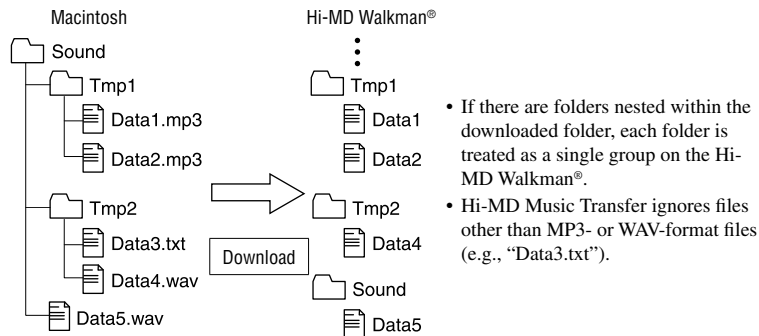 Macintosh
Sound
Tmp1
Data1.mp3
Data2.mp3
Tmp2
Data3.txt
Data4.wav
Data5.wav
Download
Hi-MD Walkman®
Tmp1
Data1
Data2
Tmp2
Data4
Sound
Data5
• If there are folders nested within the
downloaded folder, each folder is
treated as a single group on the Hi-
MD Walkman®.
• Hi-MD Music Transfer ignores files
other than MP3- or WAV-format files
(e.g., “Data3.txt”).